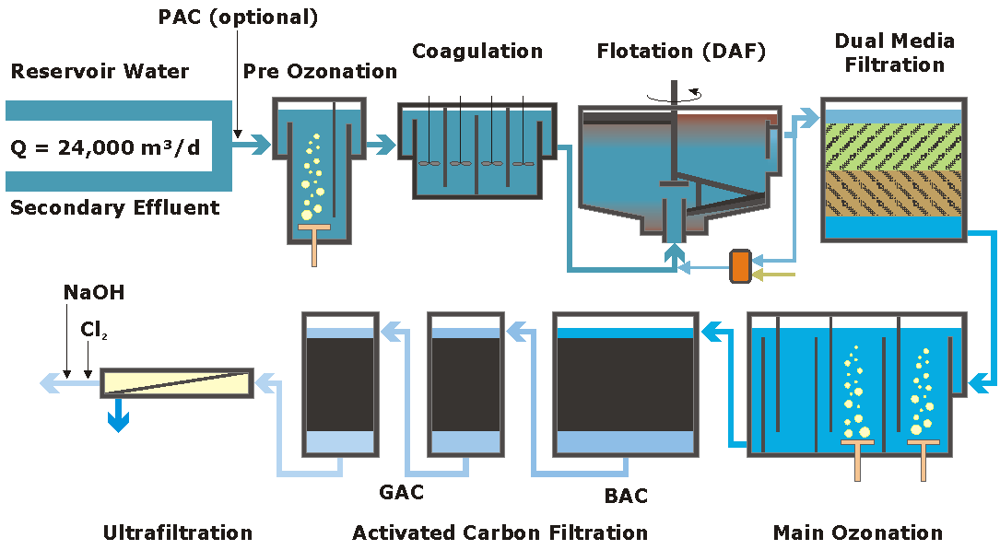 PAC (optional)
Reservoir Water
Pre Ozonation
Coagulation
Flotation (DAF)
Dual Media
Filtration
Q = 24,000 m³/d
Secondary Effluent
NaOH
Cl₂
GAC
BAC
Ultrafiltration
Activated Carbon Filtration
Main Ozonation